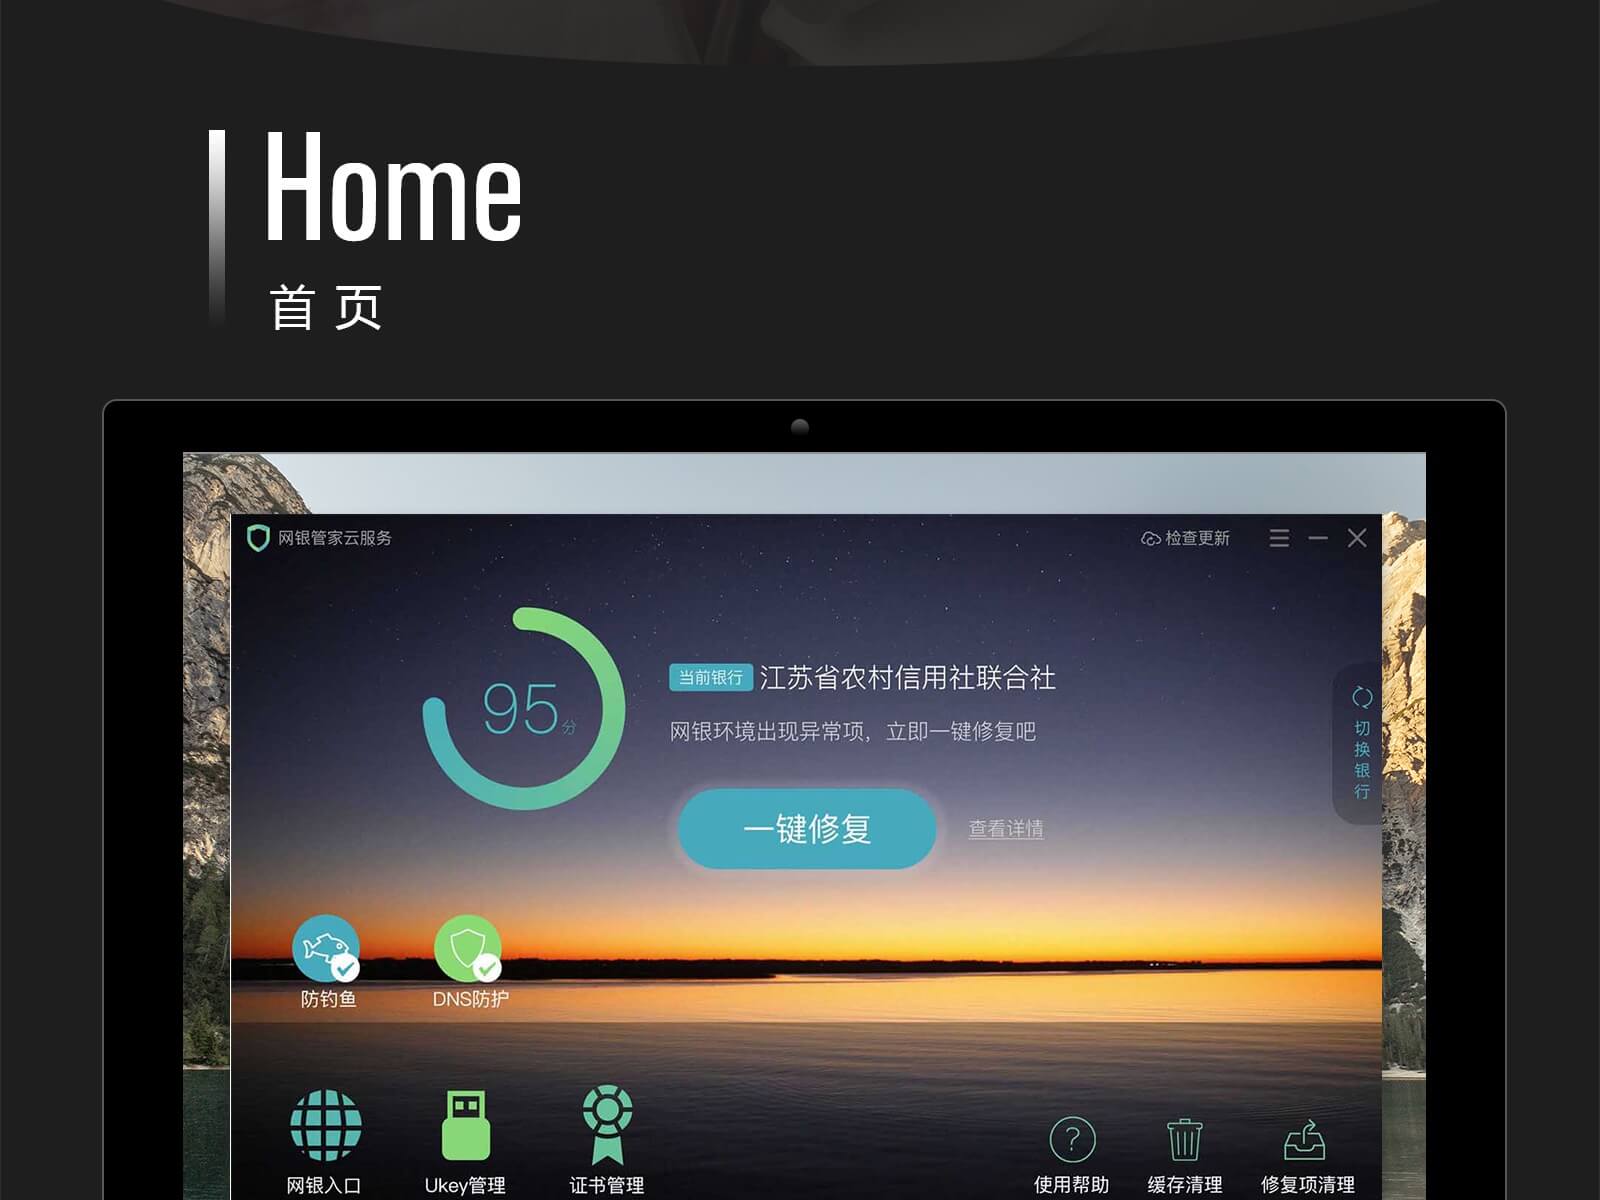 Home
首页
网银管家云服务
检查更新
95分
当前银行 江苏省农村信用社联合社
网银环境出现异常项，立即一键修复吧
一键修复
查看详情
切换银行
防钓鱼
DNS防护
网银入口
Ukey管理
证书管理
使用帮助
缓存清理
修复项清理